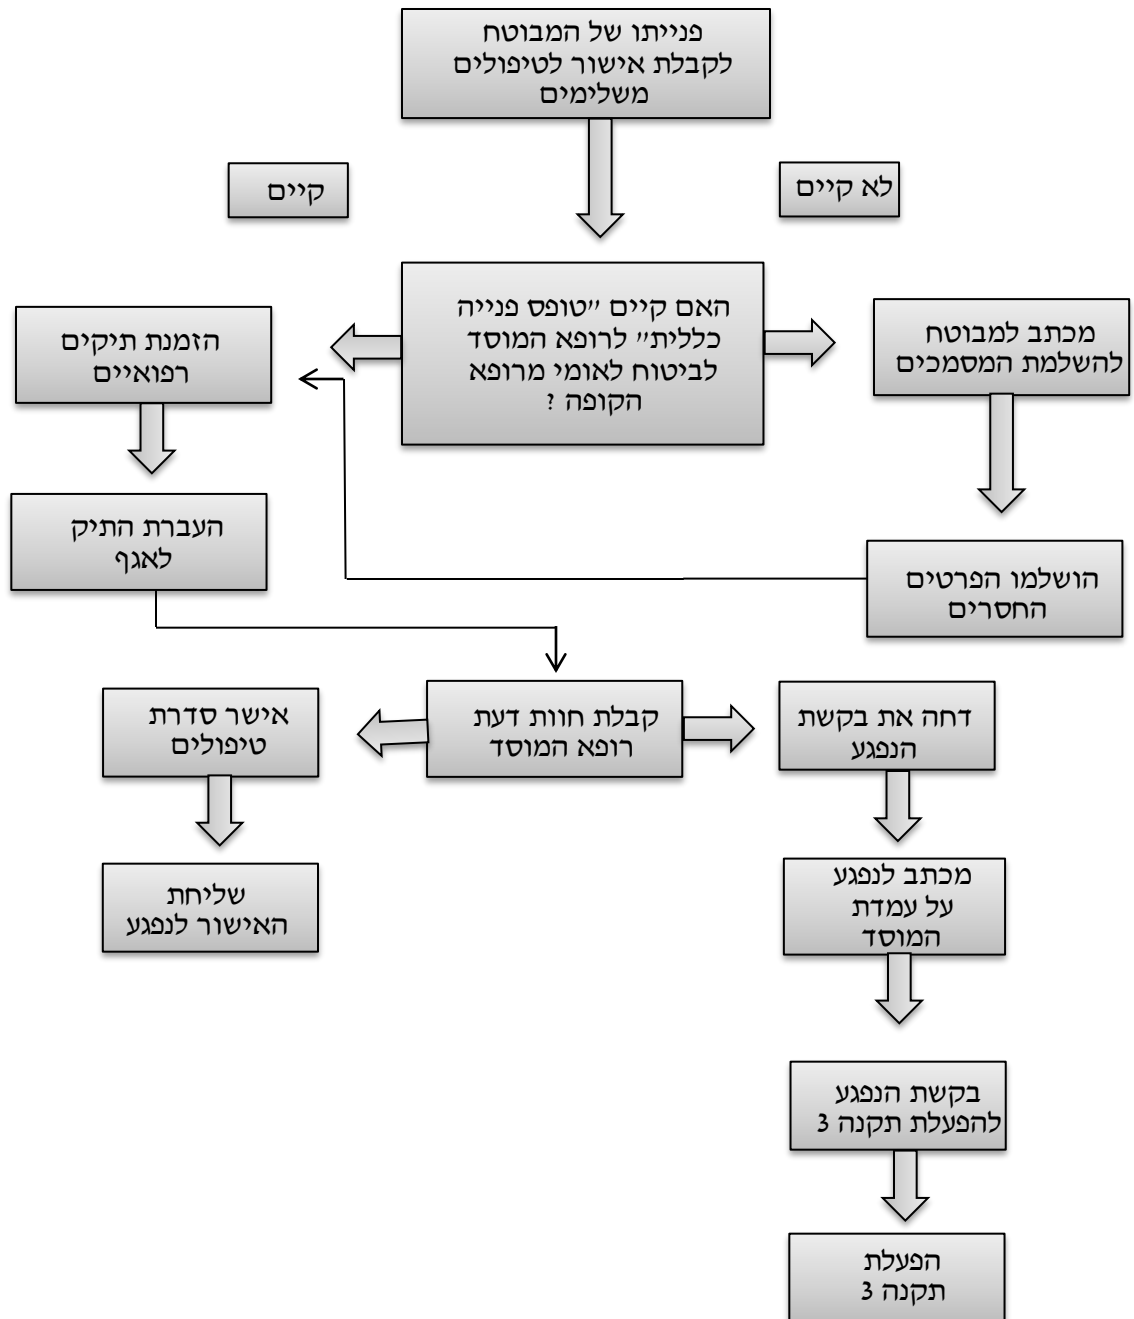 פנייתו של המבוטח
לקבלת אישור לטיפולים
משלימים
לא קיים
קיים
האם קיים "טופס פנייה
כללית" לרופא המוסד
לביטוח לאומי מרופא
הקופה ?
מכתב למבוטח
להשלמת המסמכים
הזמנת תיקים
רפואיים
הושלמו הפרטים
החסרים
העברת התיק
לאגף
קבלת חוות דעת
רופא המוסד
דחה את בקשת
הנפגע
אישר סדרת
טיפולים
מכתב לנפגע
על עמדת
המוסד
שליחת
האישור לנפגע
בקשת הנפגע
להפעלת תקנה 3
הפעלת
תקנה 3